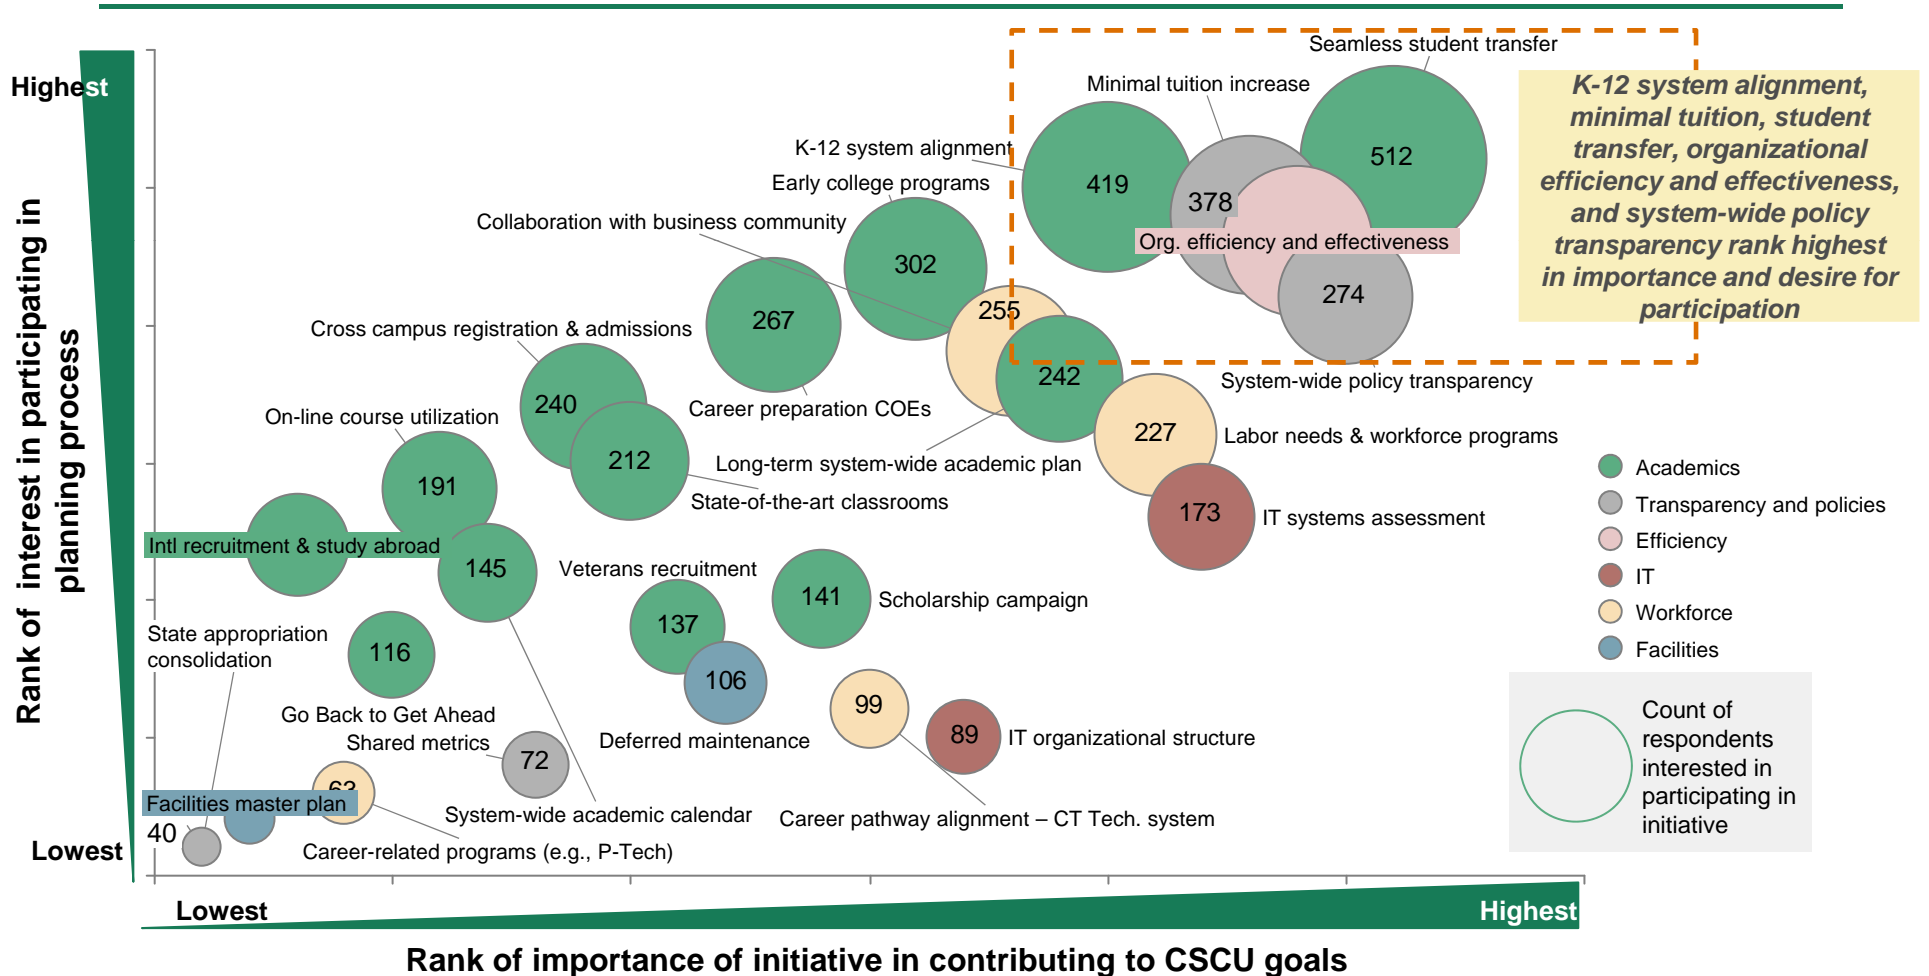 Highest
Seamless student transfer
Minimal tuition increase
K-12 system alignment,
minimal tuition, student
transfer, organizational
efficiency and effectiveness,
and system-wide policy
transparency rank highest
in importance and desire for
participation
K-12 system alignment
512
419
Early college programs
378
Collaboration with business community
Org. efficiency and effectiveness
302
274
255
267
Cross campus registration & admissions
242
System-wide policy transparency
240
Career preparation COEs
On-line course utilization
227
Labor needs & workforce programs
212
Long-term system-wide academic plan
191
State-of-the-art classrooms
173
IT systems assessment
Intl recruitment & study abroad
145
Veterans recruitment
141
Scholarship campaign
137
State appropriation
consolidation
116
106
99
Go Back to Get Ahead
Shared metrics
72
Deferred maintenance
89
IT organizational structure
63
Facilities master plan
System-wide academic calendar
Career pathway alignment – CT Tech. system
40
Career-related programs (e.g., P-Tech)
Lowest
Rank of interest in participating in
planning process
Academics
Transparency and policies
Efficiency
IT
Workforce
Facilities
Count of
respondents
interested in
participating in
initiative
Lowest
Highest
Rank of importance of initiative in contributing to CSCU goals